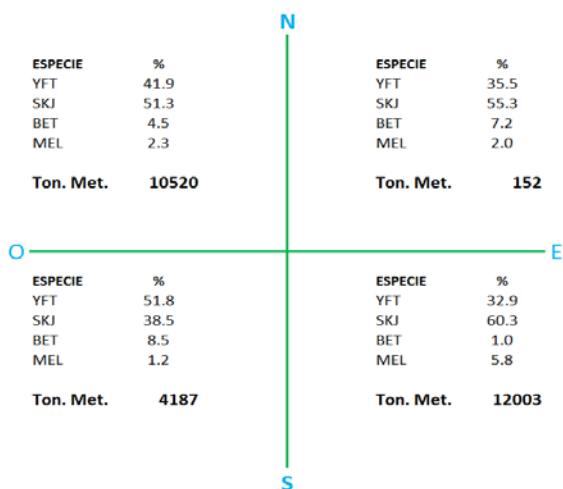 N
ESPECIE %
YFT 41.9
SKJ 51.3
BET 4.5
MEL 2.3
Ton. Met. 10520
ESPECIE %
YFT 35.5
SKJ 55.3
BET 7.2
MEL 2.0
Ton. Met. 152
O E
ESPECIE %
YFT 51.8
SKJ 38.5
BET 8.5
MEL 1.2
Ton. Met. 4187
ESPECIE %
YFT 32.9
SKJ 60.3
BET 1.0
MEL 5.8
Ton. Met. 12003
S